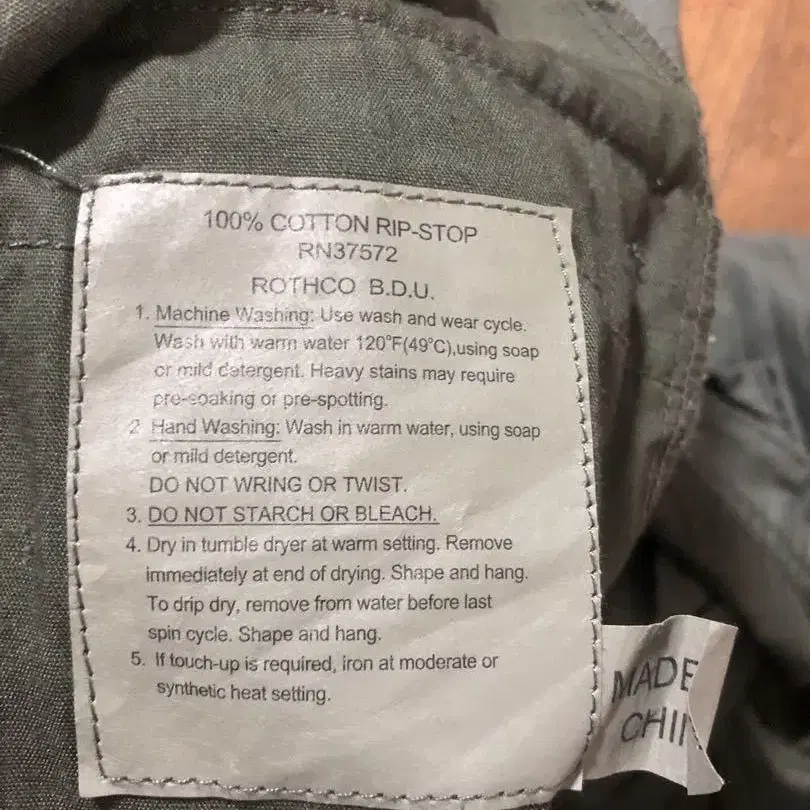 100% COTTON RIP-STOP
RN37572
ROTHCO B.D.U.
1. Machine Washing: Use wash and wear cycle.
Wash with warm water 120°F(49°C),using soap
or mild detergent. Heavy stains may require
pre-soaking or pre-spotting.
2 Hand Washing: Wash in warm water, using soap
or mild detergent.
DO NOT WRING OR TWIST.
3. DO NOT STARCH OR BLEACH.
4. Dry in tumble dryer at warm setting. Remove
immediately at end of drying. Shape and hang.
To drip dry, remove from water before last
spin cycle. Shape and hang.
5. If touch-up is required, iron at moderate or
synthetic heat setting.
MADE